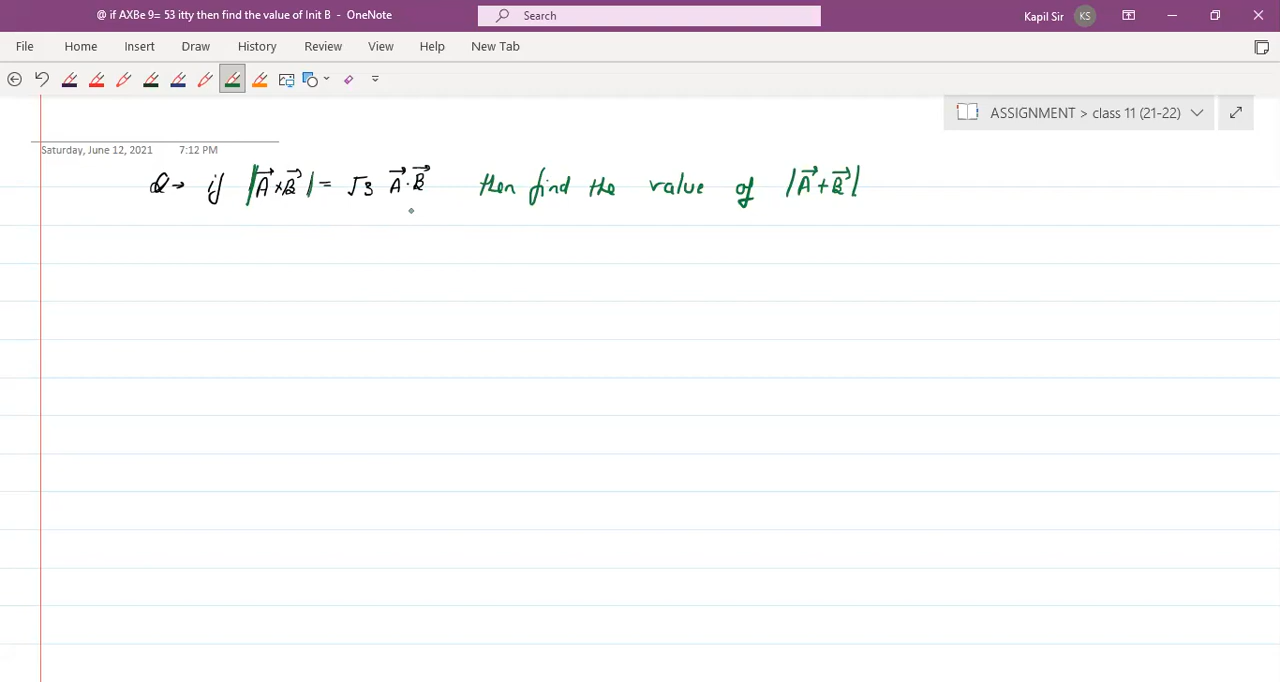 @ if AXBe 9= 53 itty then find the value of Init B - OneNote
Search
Kapil Sir KS
File Home Insert Draw History Review View Help New Tab
ASSIGNMENT > class 11 (21-22)
Saturday, June 12, 2021 7:12 PM
Q→ if |A⃗×B⃗| = √3 A⃗·B⃗ then find the value of |A⃗+B⃗|